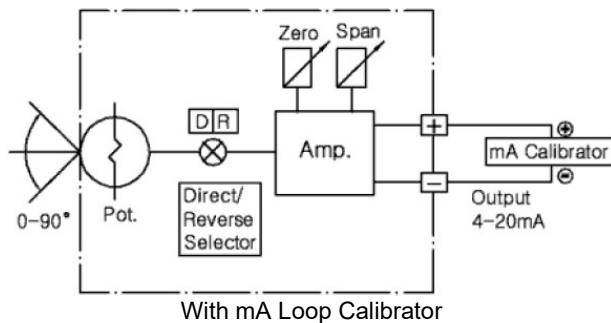 Zero Span
D R
+
⊕
Amp.
mA Calibrator
−
⊖
0-90°
Pot.
Direct/
Reverse
Selector
Output
4-20mA
With mA Loop Calibrator